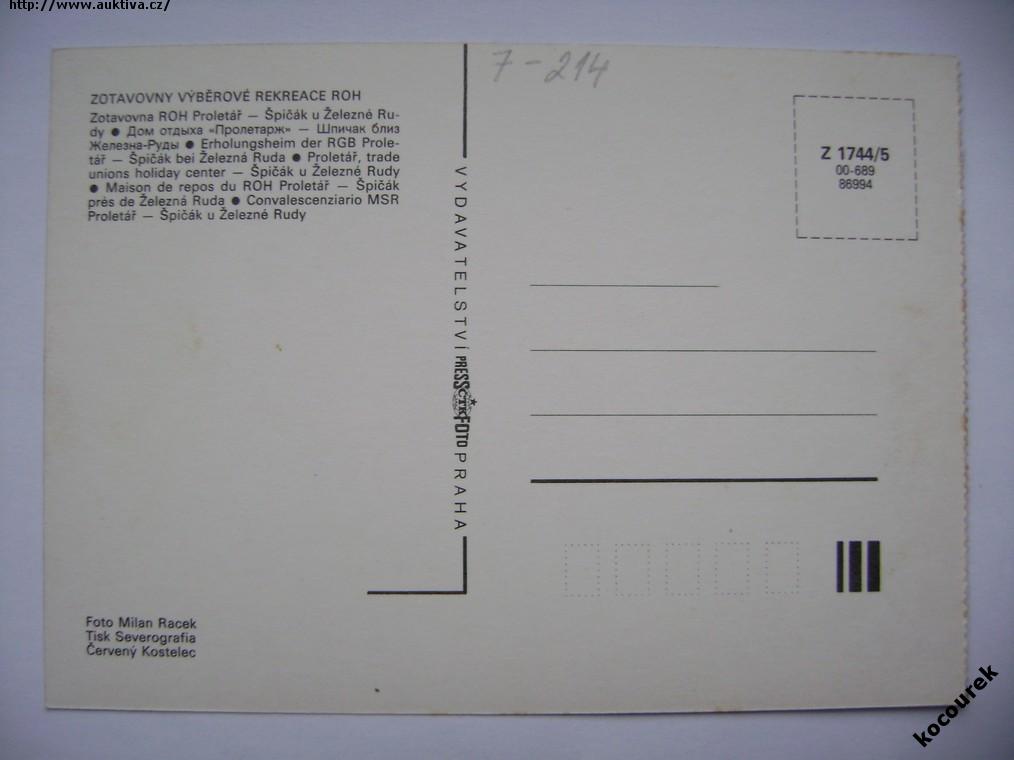 http://www.auktiva.cz/
7-214
ZOTAVOVNY VÝBĚROVÉ REKREACE ROH
Zotavovna ROH Proletář — Špičák u Železné Ru-
dy ● Дом отдыха «Пролетарж» — Шпичак близ
Железна-Руды ● Erholungsheim der RGB Prole-
tář — Špičák bei Železná Ruda ● Proletář, trade
unions holiday center — Špičák u Železné Rudy
● Maison de repos du ROH Proletář — Špičák
près de Železná Ruda ● Convalescenziario MSR
Proletář — Špičák u Železné Rudy
Z 1744/5
00-689
86994
VYDAVATELSTVÍ PRESSFOTO PRAHA
ČTK
Foto Milan Racek
Tisk Severografia
Červený Kostelec
kocourek